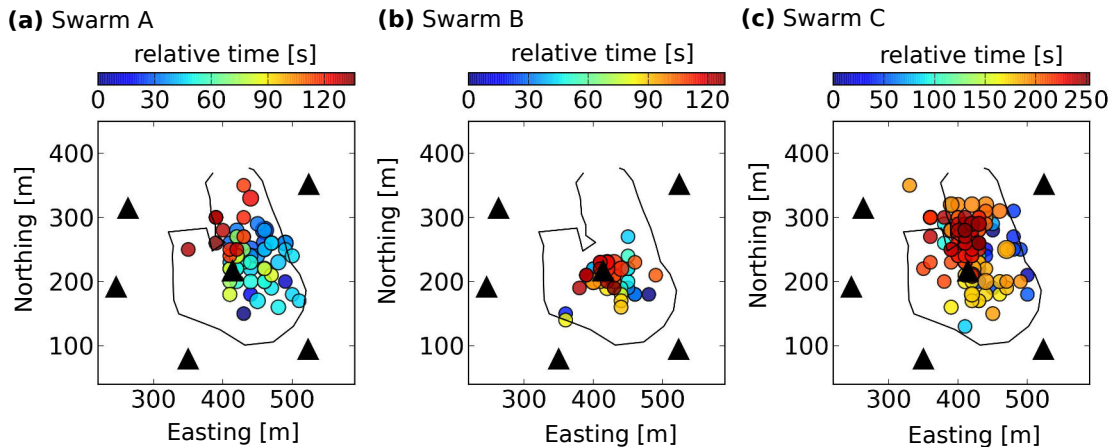 (a) Swarm A
relative time [s]
0 30 60 90 120
400
300
200
100
Northing [m]
300 400 500
Easting [m]
(b) Swarm B
relative time [s]
0 30 60 90 120
400
300
200
100
Northing [m]
300 400 500
Easting [m]
(c) Swarm C
relative time [s]
0 50 100 150 200 250
400
300
200
100
Northing [m]
300 400 500
Easting [m]